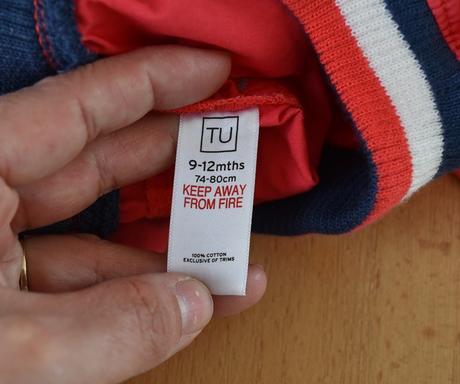 TU
9-12mths
74-80cm
KEEP AWAY
FROM FIRE
100% COTTON
EXCLUSIVE OF TRIMS